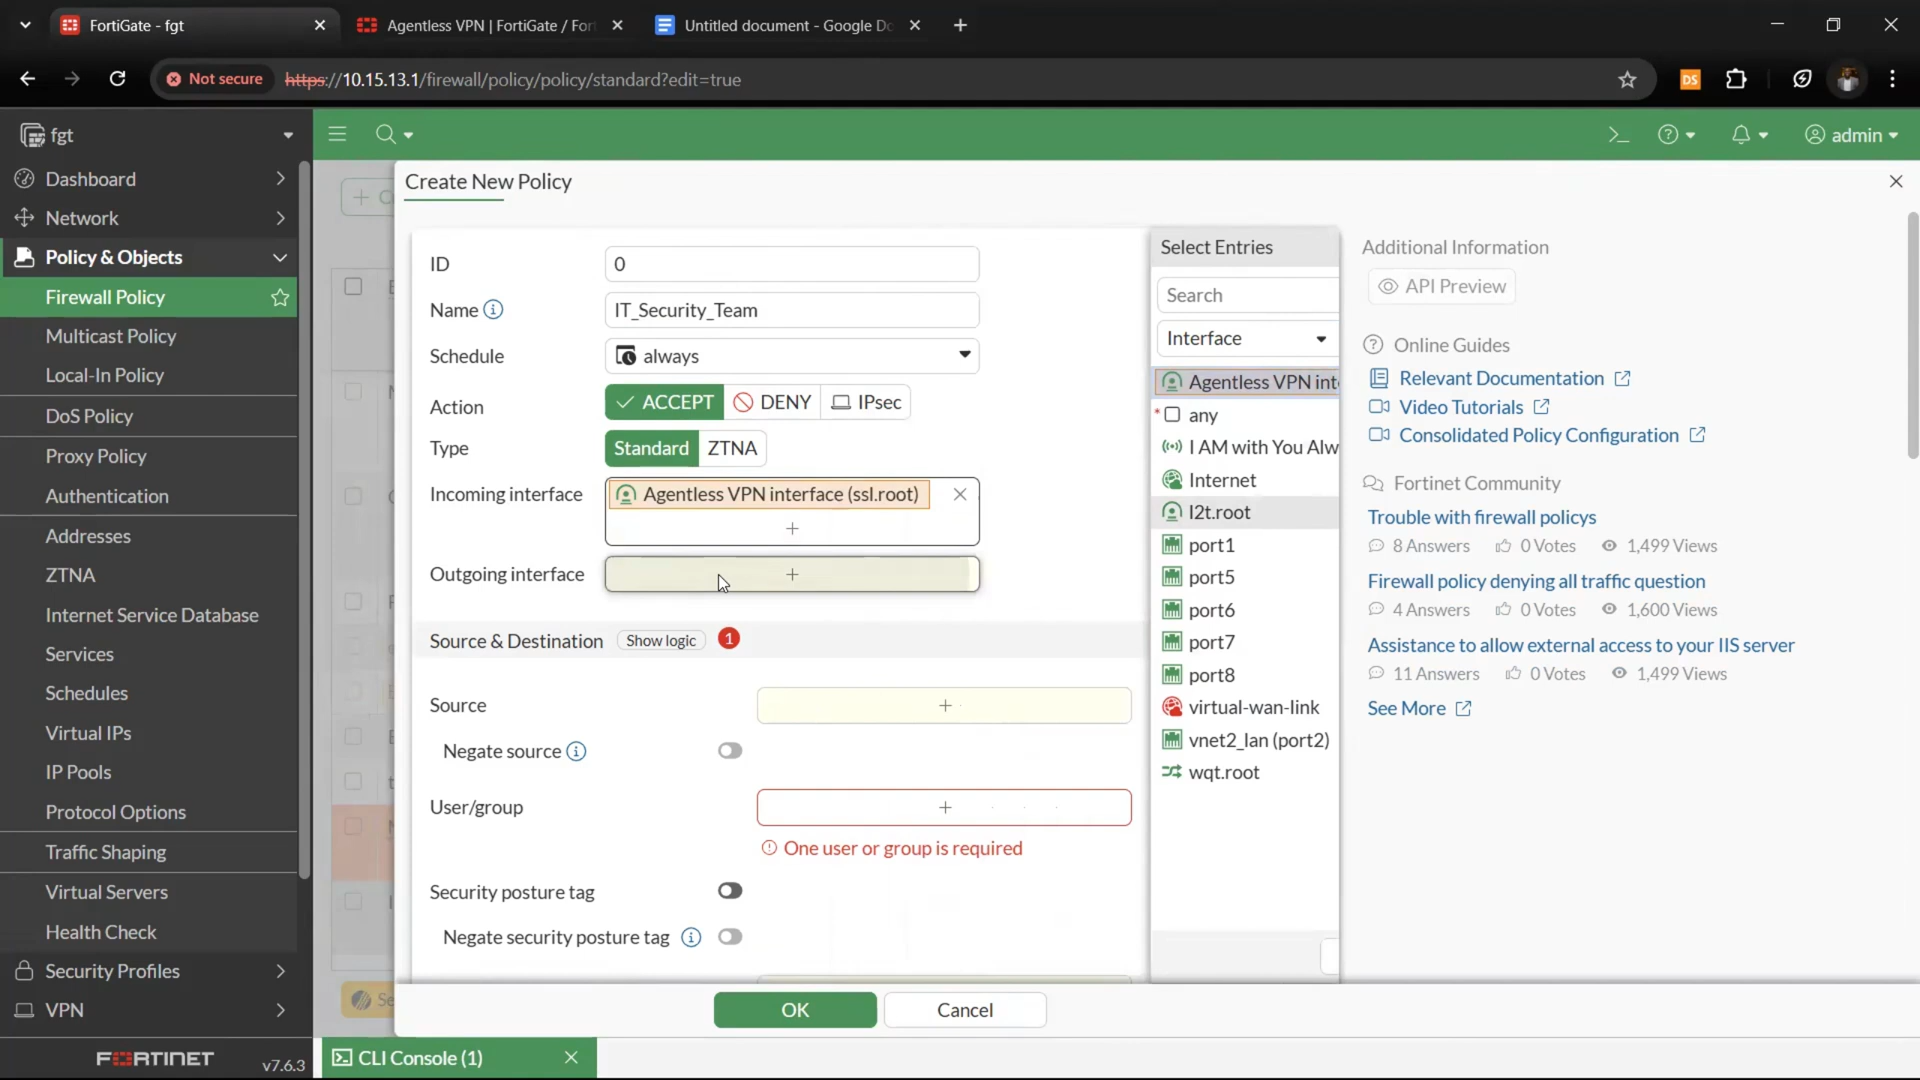 FortiGate - fgt
Agentless VPN | FortiGate / For
Untitled document - Google Do
Not secure
https://10.15.13.1/firewall/policy/policy/standard?edit=true
DS
fgt
admin
Dashboard
Network
Policy & Objects
Firewall Policy
Multicast Policy
Local-In Policy
DoS Policy
Proxy Policy
Authentication
Addresses
ZTNA
Internet Service Database
Services
Schedules
Virtual IPs
IP Pools
Protocol Options
Traffic Shaping
Virtual Servers
Health Check
Security Profiles
VPN
FORTINET v7.6.3
Create New Policy
ID 0
Name IT_Security_Team
Schedule always
Action ACCEPT DENY IPsec
Type Standard ZTNA
Incoming interface Agentless VPN interface (ssl.root)
Outgoing interface
Source & Destination Show logic 1
Source
Negate source
User/group
One user or group is required
Security posture tag
Negate security posture tag
OK Cancel
CLI Console (1)
Select Entries
Search
Interface
Agentless VPN int
any
I AM with You Alw
Internet
l2t.root
port1
port5
port6
port7
port8
virtual-wan-link
vnet2_lan (port2)
wqt.root
Additional Information
API Preview
Online Guides
Relevant Documentation
Video Tutorials
Consolidated Policy Configuration
Fortinet Community
Trouble with firewall policys
8 Answers 0 Votes 1,499 Views
Firewall policy denying all traffic question
4 Answers 0 Votes 1,600 Views
Assistance to allow external access to your IIS server
11 Answers 0 Votes 1,499 Views
See More